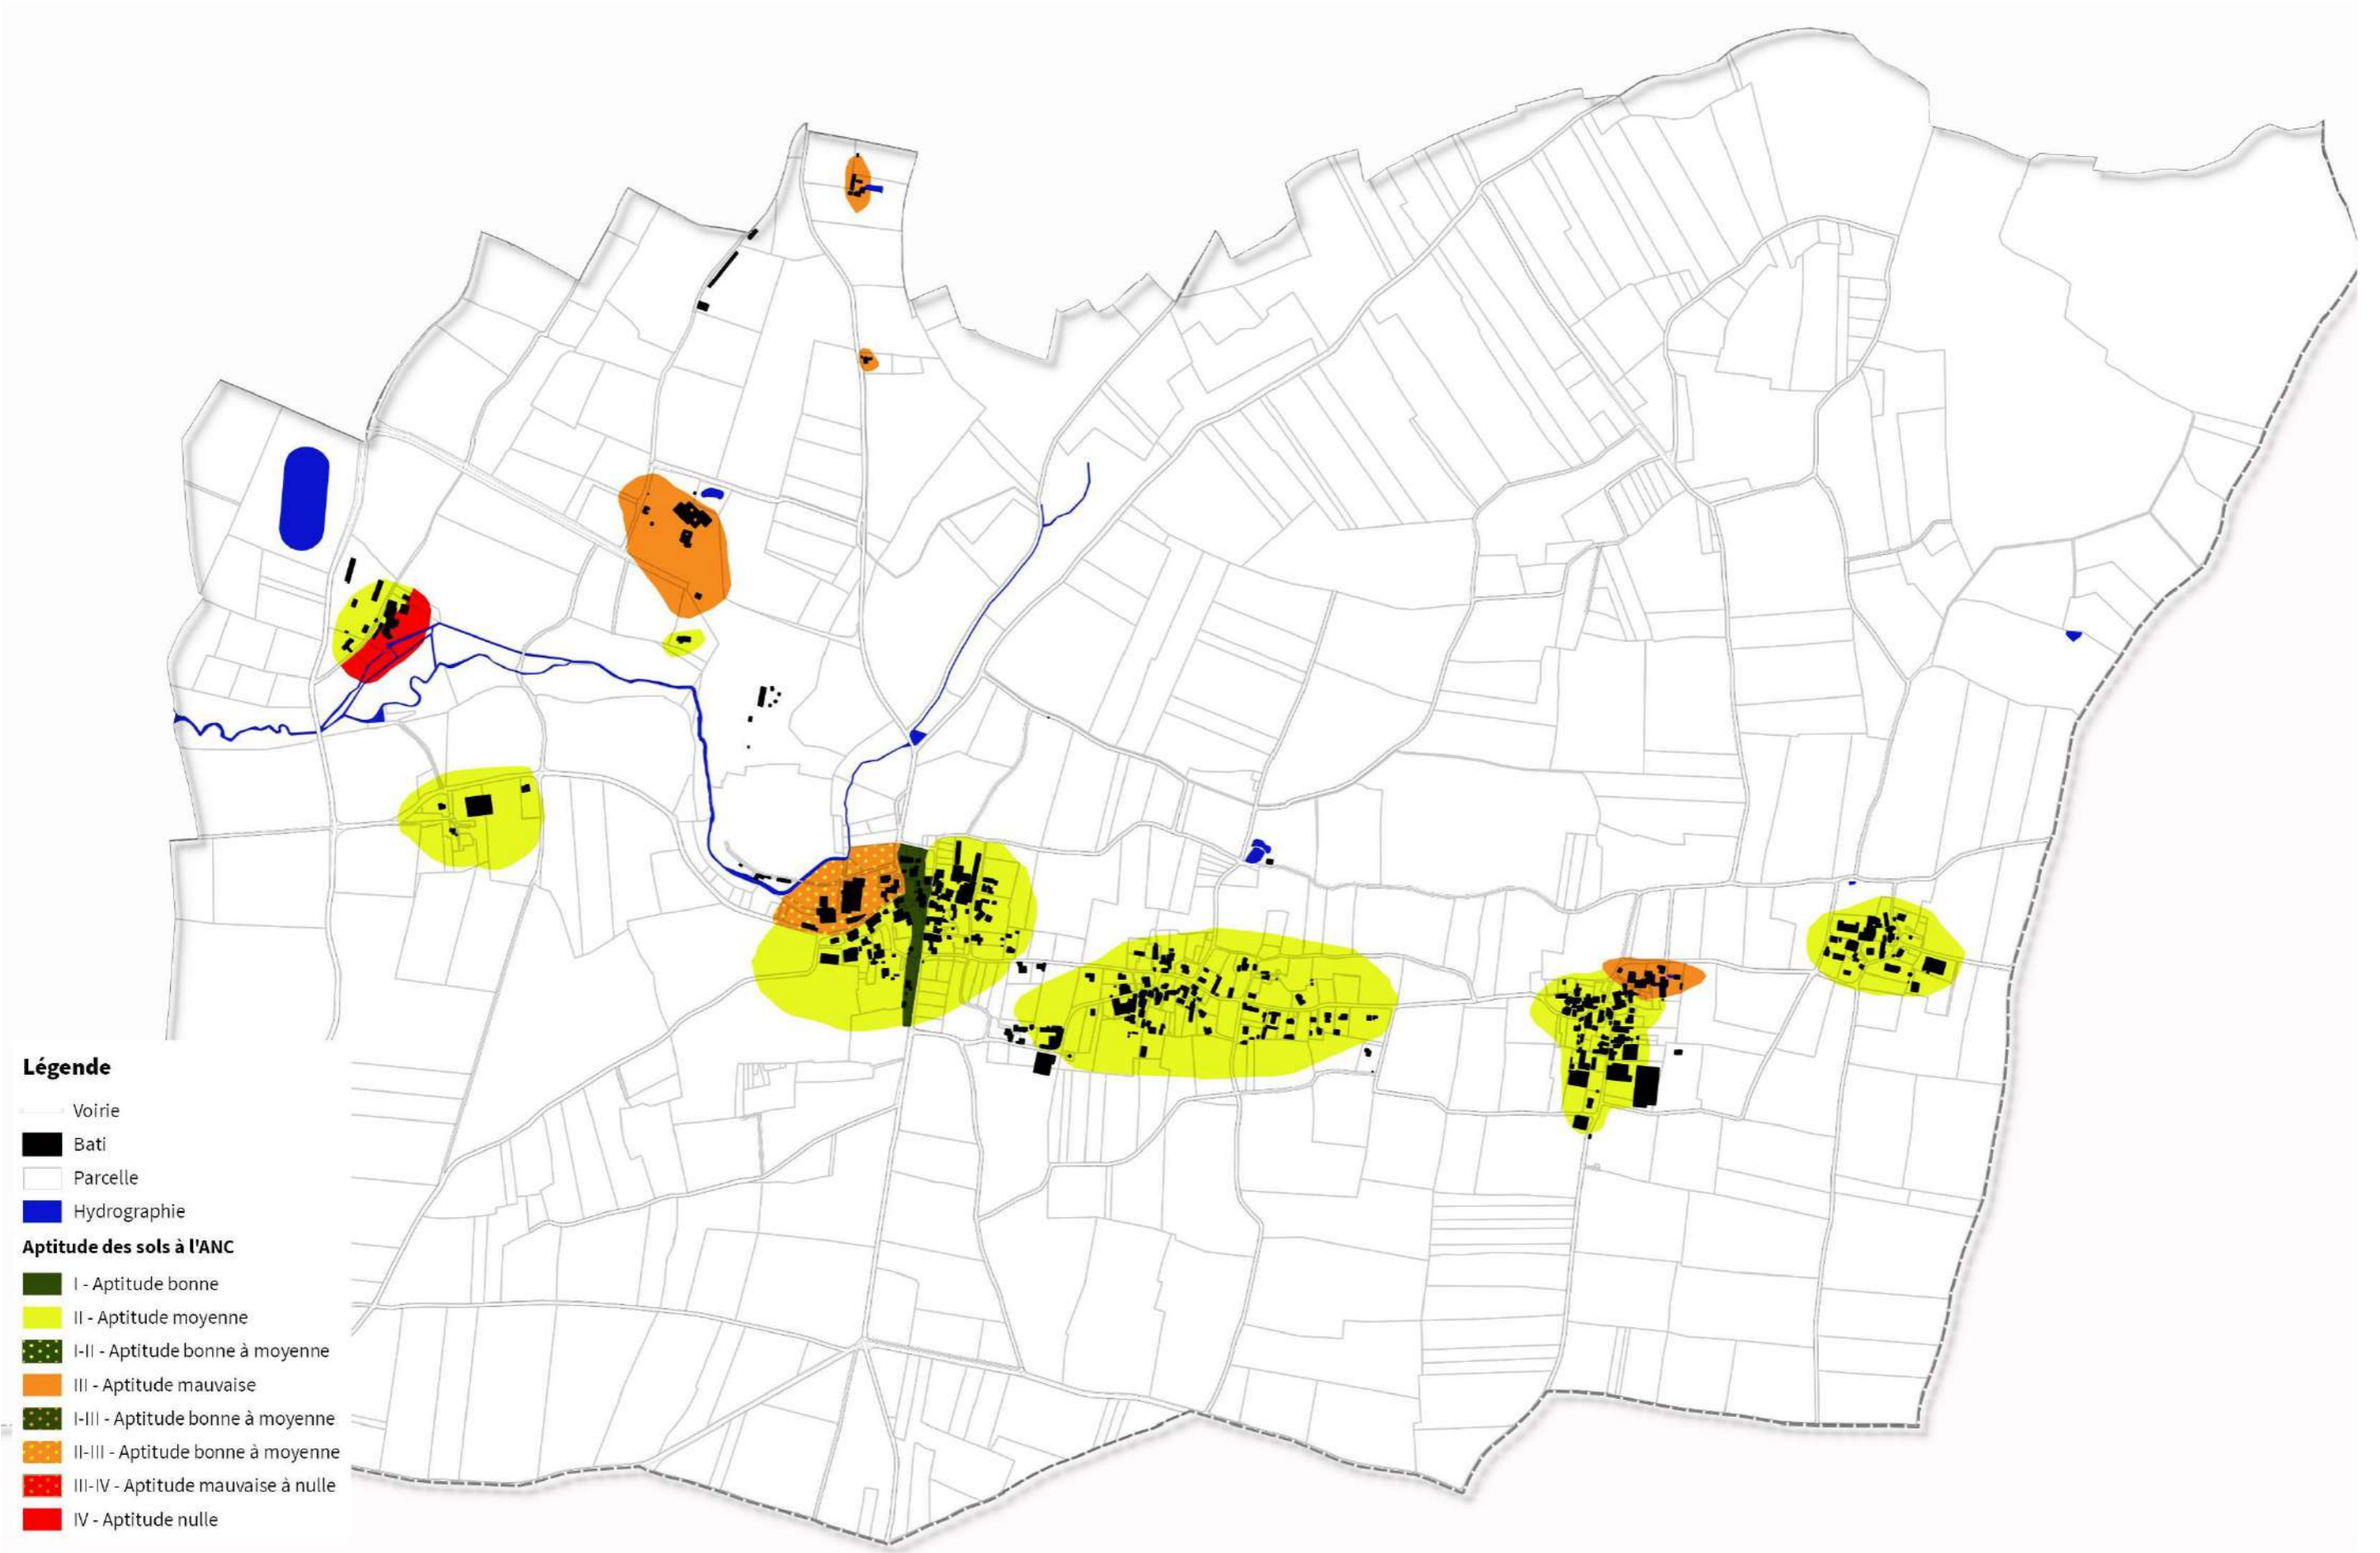 Légende
Voirie
Bati
Parcelle
Hydrographie
Aptitude des sols à l'ANC
I - Aptitude bonne
II - Aptitude moyenne
I-II - Aptitude bonne à moyenne
III - Aptitude mauvaise
I-III - Aptitude bonne à moyenne
II-III - Aptitude bonne à moyenne
III-IV - Aptitude mauvaise à nulle
IV - Aptitude nulle